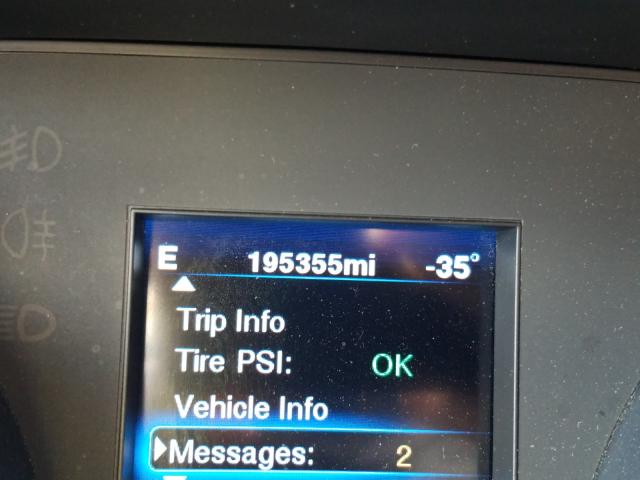 E 195355mi -35°
Trip Info
Tire PSI: OK
Vehicle Info
Messages: 2